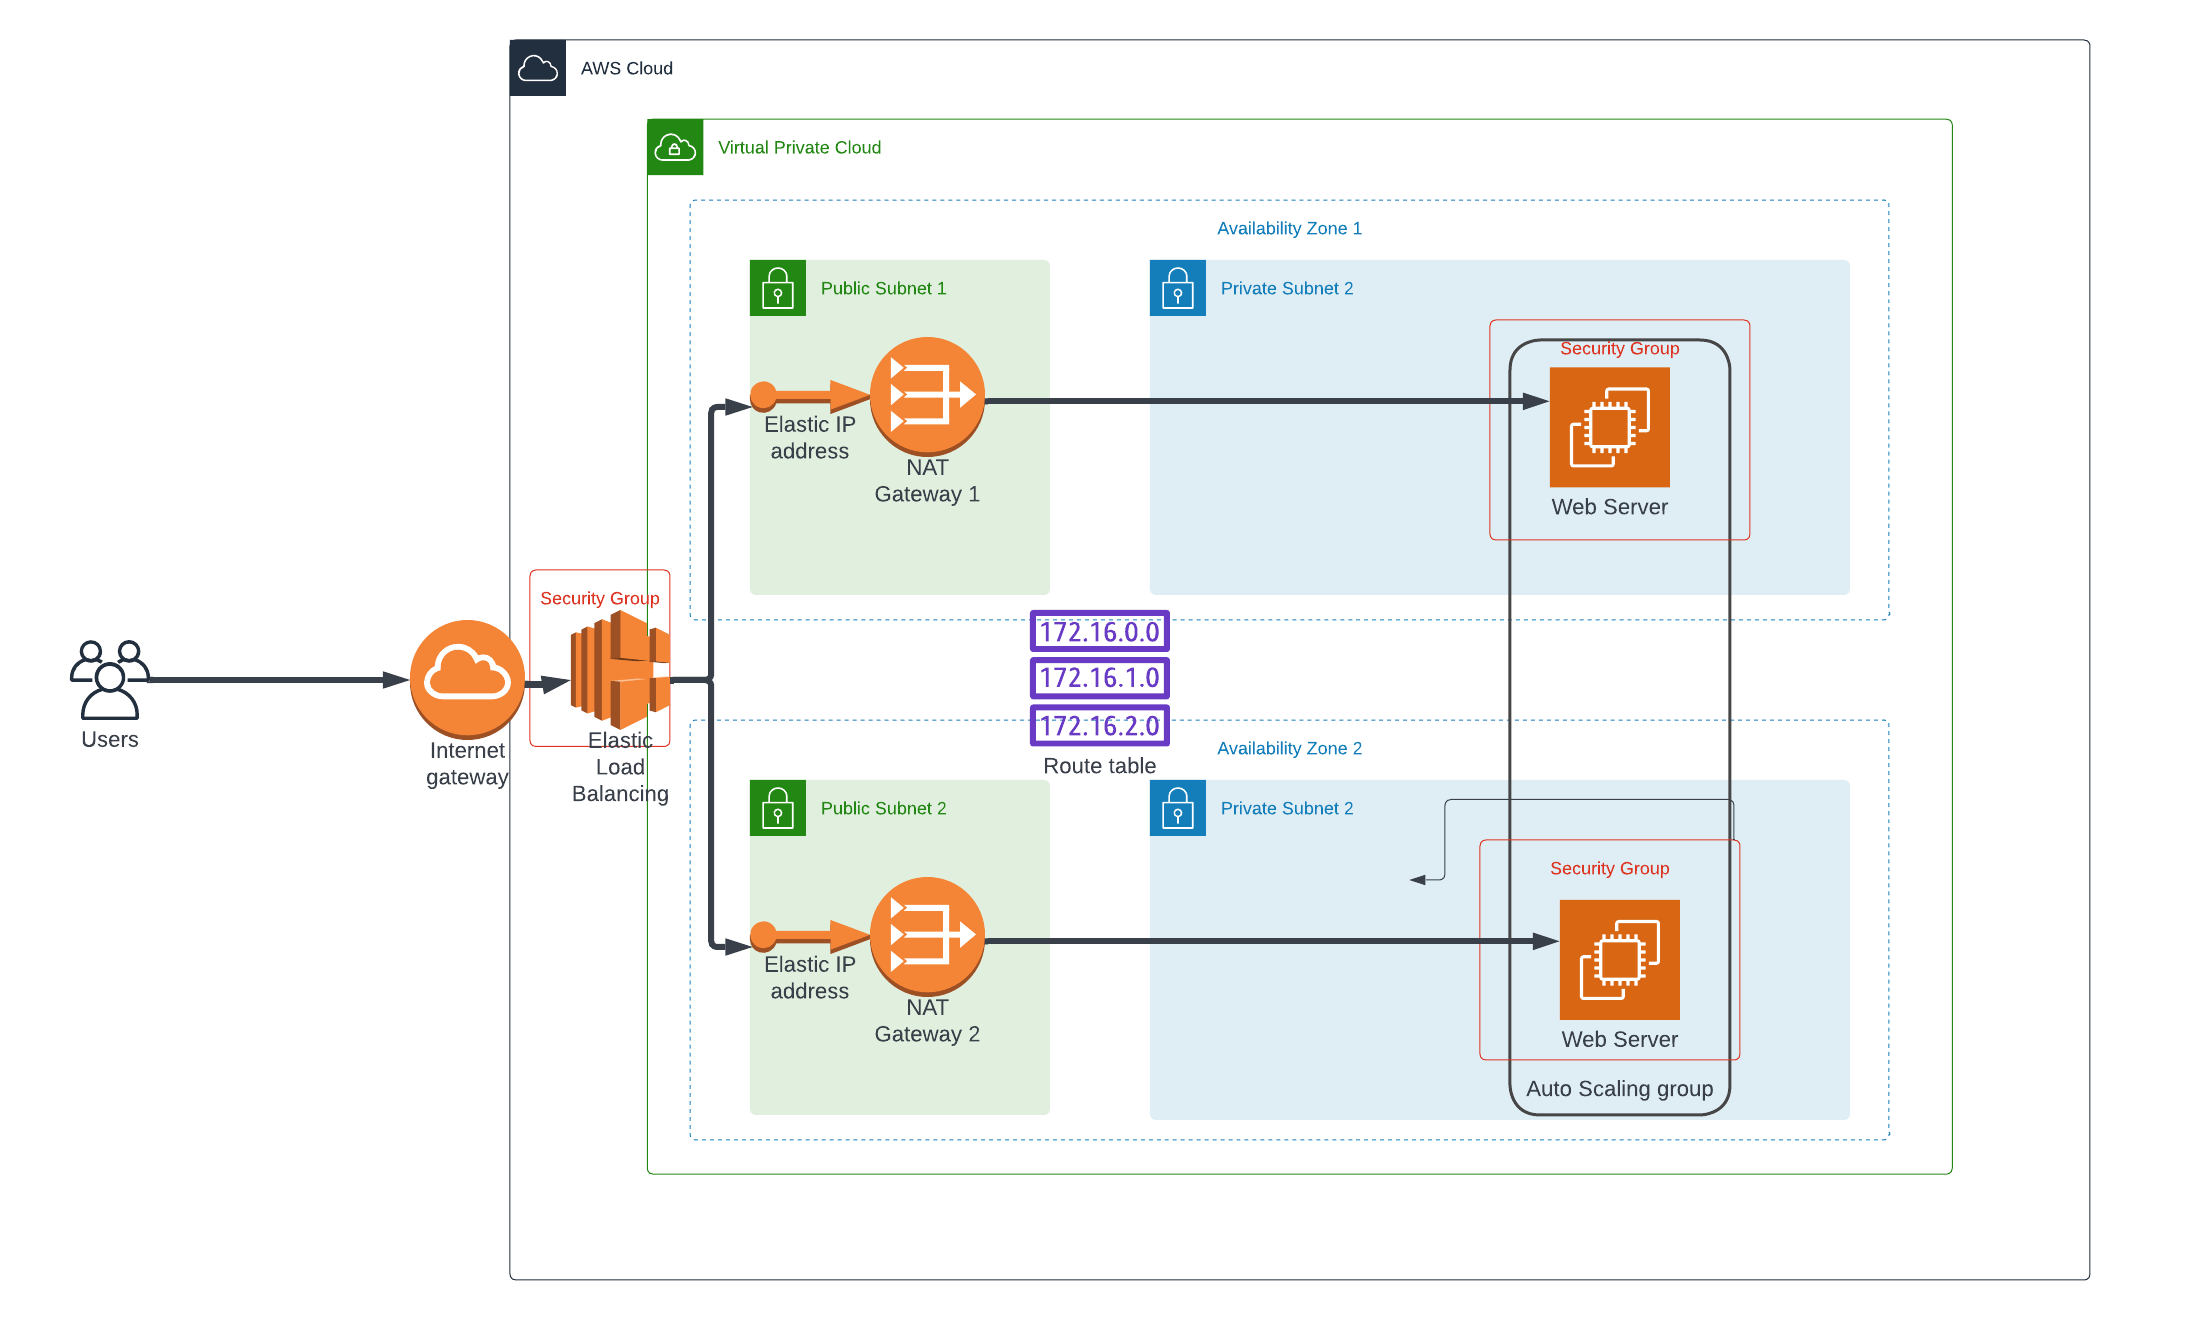 AWS Cloud
Virtual Private Cloud
Availability Zone 1
Public Subnet 1
Private Subnet 2
Security Group
Elastic IP
address
NAT
Gateway 1
Web Server
Security Group
Users
Internet
gateway
Elastic
Load
Balancing
172.16.0.0
172.16.1.0
172.16.2.0
Route table
Availability Zone 2
Public Subnet 2
Private Subnet 2
Security Group
Elastic IP
address
NAT
Gateway 2
Web Server
Auto Scaling group